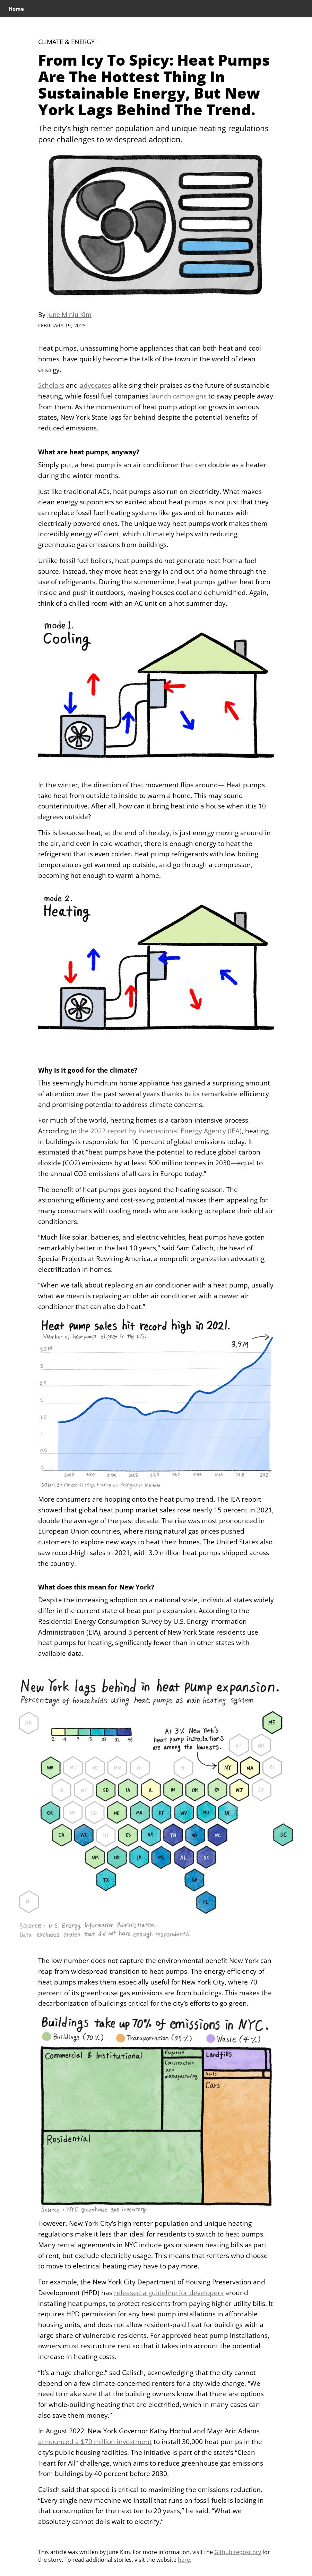 Home
CLIMATE & ENERGY
From Icy To Spicy: Heat Pumps
Are The Hottest Thing In
Sustainable Energy, But New
York Lags Behind The Trend.
The city's high renter population and unique heating regulations
pose challenges to widespread adoption.
By June Minju Kim
FEBRUARY 19, 2023
Heat pumps, unassuming home appliances that can both heat and cool
homes, have quickly become the talk of the town in the world of clean
energy.
Scholars and advocates alike sing their praises as the future of sustainable
heating, while fossil fuel companies launch campaigns to sway people away
from them. As the momentum of heat pump adoption grows in various
states, New York State lags far behind despite the potential benefits of
reduced emissions.
What are heat pumps, anyway?
Simply put, a heat pump is an air conditioner that can double as a heater
during the winter months.
Just like traditional ACs, heat pumps also run on electricity. What makes
clean energy supporters so excited about heat pumps is not just that they
can replace fossil fuel heating systems like gas and oil furnaces with
electrically powered ones. The unique way heat pumps work makes them
incredibly energy efficient, which ultimately helps with reducing
greenhouse gas emissions from buildings.
Unlike fossil fuel boilers, heat pumps do not generate heat from a fuel
source. Instead, they move heat energy in and out of a home through the
use of refrigerants. During the summertime, heat pumps gather heat from
inside and push it outdoors, making houses cool and dehumidified. Again,
think of a chilled room with an AC unit on a hot summer day.
mode 1.
Cooling
In the winter, the direction of that movement flips around— Heat pumps
take heat from outside to inside to warm a home. This may sound
counterintuitive. After all, how can it bring heat into a house when it is 10
degrees outside?
This is because heat, at the end of the day, is just energy moving around in
the air, and even in cold weather, there is enough energy to heat the
refrigerant that is even colder. Heat pump refrigerants with low boiling
temperatures get warmed up outside, and go through a compressor,
becoming hot enough to warm a home.
mode 2.
Heating
Why is it good for the climate?
This seemingly humdrum home appliance has gained a surprising amount
of attention over the past several years thanks to its remarkable efficiency
and promising potential to address climate concerns.
For much of the world, heating homes is a carbon-intensive process.
According to the 2022 report by International Energy Agency (IEA), heating
in buildings is responsible for 10 percent of global emissions today. It
estimated that "heat pumps have the potential to reduce global carbon
dioxide (CO2) emissions by at least 500 million tonnes in 2030—equal to
the annual CO2 emissions of all cars in Europe today."
The benefit of heat pumps goes beyond the heating season. The
astonishing efficiency and cost-saving potential makes them appealing for
many consumers with cooling needs who are looking to replace their old air
conditioners.
"Much like solar, batteries, and electric vehicles, heat pumps have gotten
remarkably better in the last 10 years," said Sam Calisch, the head of
Special Projects at Rewiring America, a nonprofit organization advocating
electrification in homes.
"When we talk about replacing an air conditioner with a heat pump, usually
what we mean is replacing an older air conditioner with a newer air
conditioner that can also do heat."
Heat pump sales hit record high in 2021.
Number of heat pumps shipped in the U.S.
3.9M
3.5M
3
2.5
2
1.5
1
0.5
0
2002 2004 2006 2008 2010 2012 2014 2016 2018 2021
More consumers are hopping onto the heat pump trend. The IEA report
showed that global heat pump market sales rose nearly 15 percent in 2021,
double the average of the past decade. The rise was most pronounced in
European Union countries, where rising natural gas prices pushed
customers to explore new ways to heat their homes. The United States also
saw record-high sales in 2021, with 3.9 million heat pumps shipped across
the country.
What does this mean for New York?
Despite the increasing adoption on a national scale, individual states widely
differ in the current state of heat pump expansion. According to the
Residential Energy Consumption Survey by U.S. Energy Information
Administration (EIA), around 3 percent of New York State residents use
heat pumps for heating, significantly fewer than in other states with
available data.
New York lags behind in heat pump expansion.
Percentage of households using heat pumps as main heating system.
AK ME
At 3% New York's
heat pump installations
are among the lowests.
VT NH
WA MT ND MN WI MI NY MA RI
ID WY SD IA IL IN OH PA NJ CT
OR NV CO NE MO KY WV MD DE
CA AZ UT KS AR TN VA NC DC
NM OK LA MS AL SC
TX GA
HI FL
Source: U.S. Energy Information Administration
Data excludes states that did not have enough respondents.
The low number does not capture the environmental benefit New York can
reap from widespread transition to heat pumps. The energy efficiency of
heat pumps makes them especially useful for New York City, where 70
percent of its greenhouse gas emissions are from buildings. This makes the
decarbonization of buildings critical for the city's efforts to go green.
Buildings take up 70% of emissions in NYC.
Buildings (70%) Transportation (25%) Waste (4%)
Commercial & Institutional
Fugitive
Construction
and
manufacturing
Landfills
Cars
Residential
Source: NYC greenhouse gas inventory
However, New York City's high renter population and unique heating
regulations make it less than ideal for residents to switch to heat pumps.
Many rental agreements in NYC include gas or steam heating bills as part
of rent, but exclude electricity usage. This means that renters who choose
to move to electrical heating may have to pay more.
For example, the New York City Department of Housing Preservation and
Development (HPD) has released a guideline for developers around
installing heat pumps, to protect residents from paying higher utility bills. It
requires HPD permission for any heat pump installations in affordable
housing units, and does not allow resident-paid heat for buildings with a
large share of vulnerable residents. For approved heat pump installations,
owners must restructure rent so that it takes into account the potential
increase in heating costs.
"It's a huge challenge." sad Calisch, acknowledging that the city cannot
depend on a few climate-concerned renters for a city-wide change. "We
need to make sure that the building owners know that there are options
for whole-building heating that are electrified, which in many cases can
also save them money."
In August 2022, New York Governor Kathy Hochul and Mayr Aric Adams
announced a $70 million investment to install 30,000 heat pumps in the
city's public housing facilities. The initiative is part of the state's "Clean
Heart for All" challenge, which aims to reduce greenhouse gas emissions
from buildings by 40 percent before 2030.
Calisch said that speed is critical to maximizing the emissions reduction.
"Every single new machine we install that runs on fossil fuels is locking in
that consumption for the next ten to 20 years," he said. "What we
absolutely cannot do is wait to electrify."
This article was written by June Kim. For more information, visit the Github repository for
the story. To read additional stories, visit the website here.